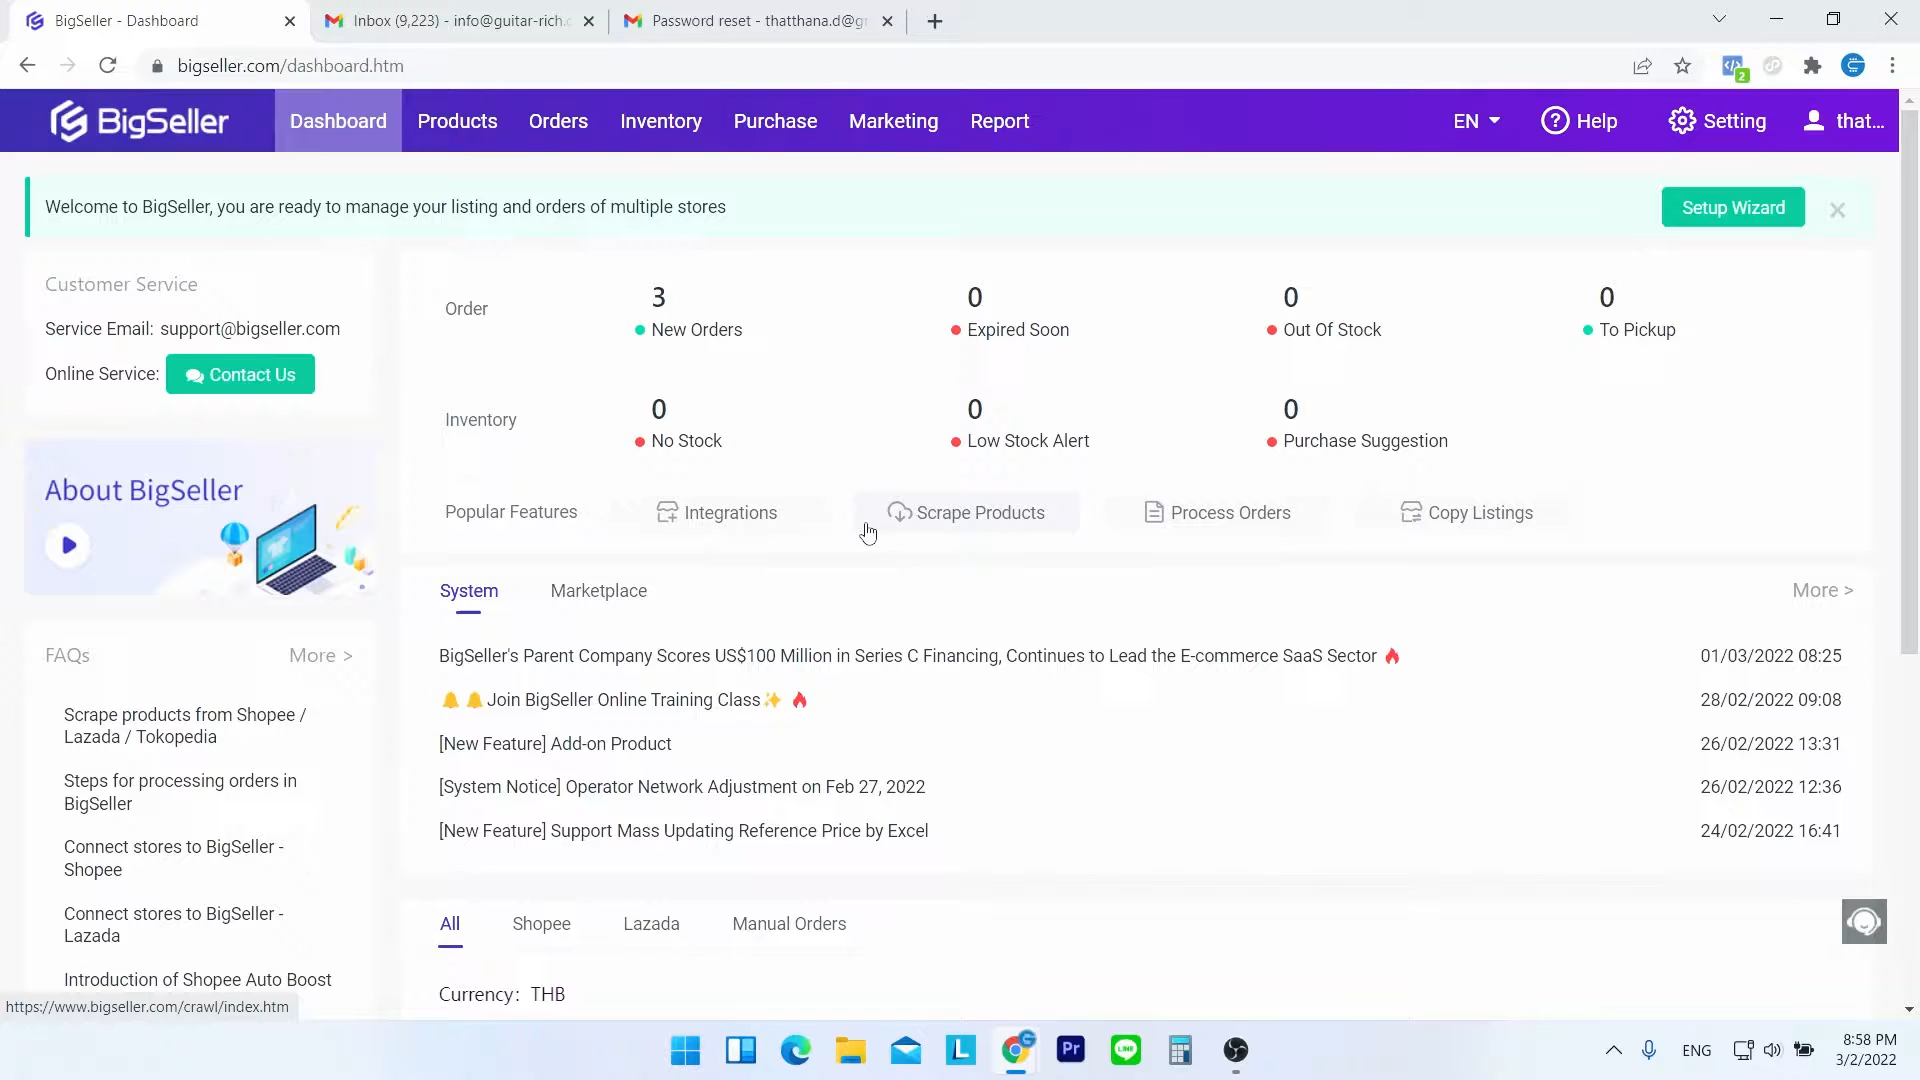 BigSeller - Dashboard
Inbox (9,223) - info@guitar-rich.
Password reset - thatthana.d@g
bigseller.com/dashboard.htm
2
BigSeller
Dashboard
Products
Orders
Inventory
Purchase
Marketing
Report
EN
Help
Setting
that...
Welcome to BigSeller, you are ready to manage your listing and orders of multiple stores
Setup Wizard
Customer Service
Service Email: support@bigseller.com
Online Service:
Contact Us
Order
3
New Orders
0
Expired Soon
0
Out Of Stock
0
To Pickup
Inventory
0
No Stock
0
Low Stock Alert
0
Purchase Suggestion
Popular Features
Integrations
Scrape Products
Process Orders
Copy Listings
About BigSeller
System
Marketplace
More >
BigSeller's Parent Company Scores US$100 Million in Series C Financing, Continues to Lead the E-commerce SaaS Sector 🔥
01/03/2022 08:25
🔔 🔔 Join BigSeller Online Training Class✨ 🔥
28/02/2022 09:08
[New Feature] Add-on Product
26/02/2022 13:31
[System Notice] Operator Network Adjustment on Feb 27, 2022
26/02/2022 12:36
[New Feature] Support Mass Updating Reference Price by Excel
24/02/2022 16:41
FAQs
More >
Scrape products from Shopee /
Lazada / Tokopedia
Steps for processing orders in
BigSeller
Connect stores to BigSeller -
Shopee
Connect stores to BigSeller -
Lazada
Introduction of Shopee Auto Boost
All
Shopee
Lazada
Manual Orders
Currency: THB
https://www.bigseller.com/crawl/index.htm
L
Pr
LINE
ENG
8:58 PM
3/2/2022